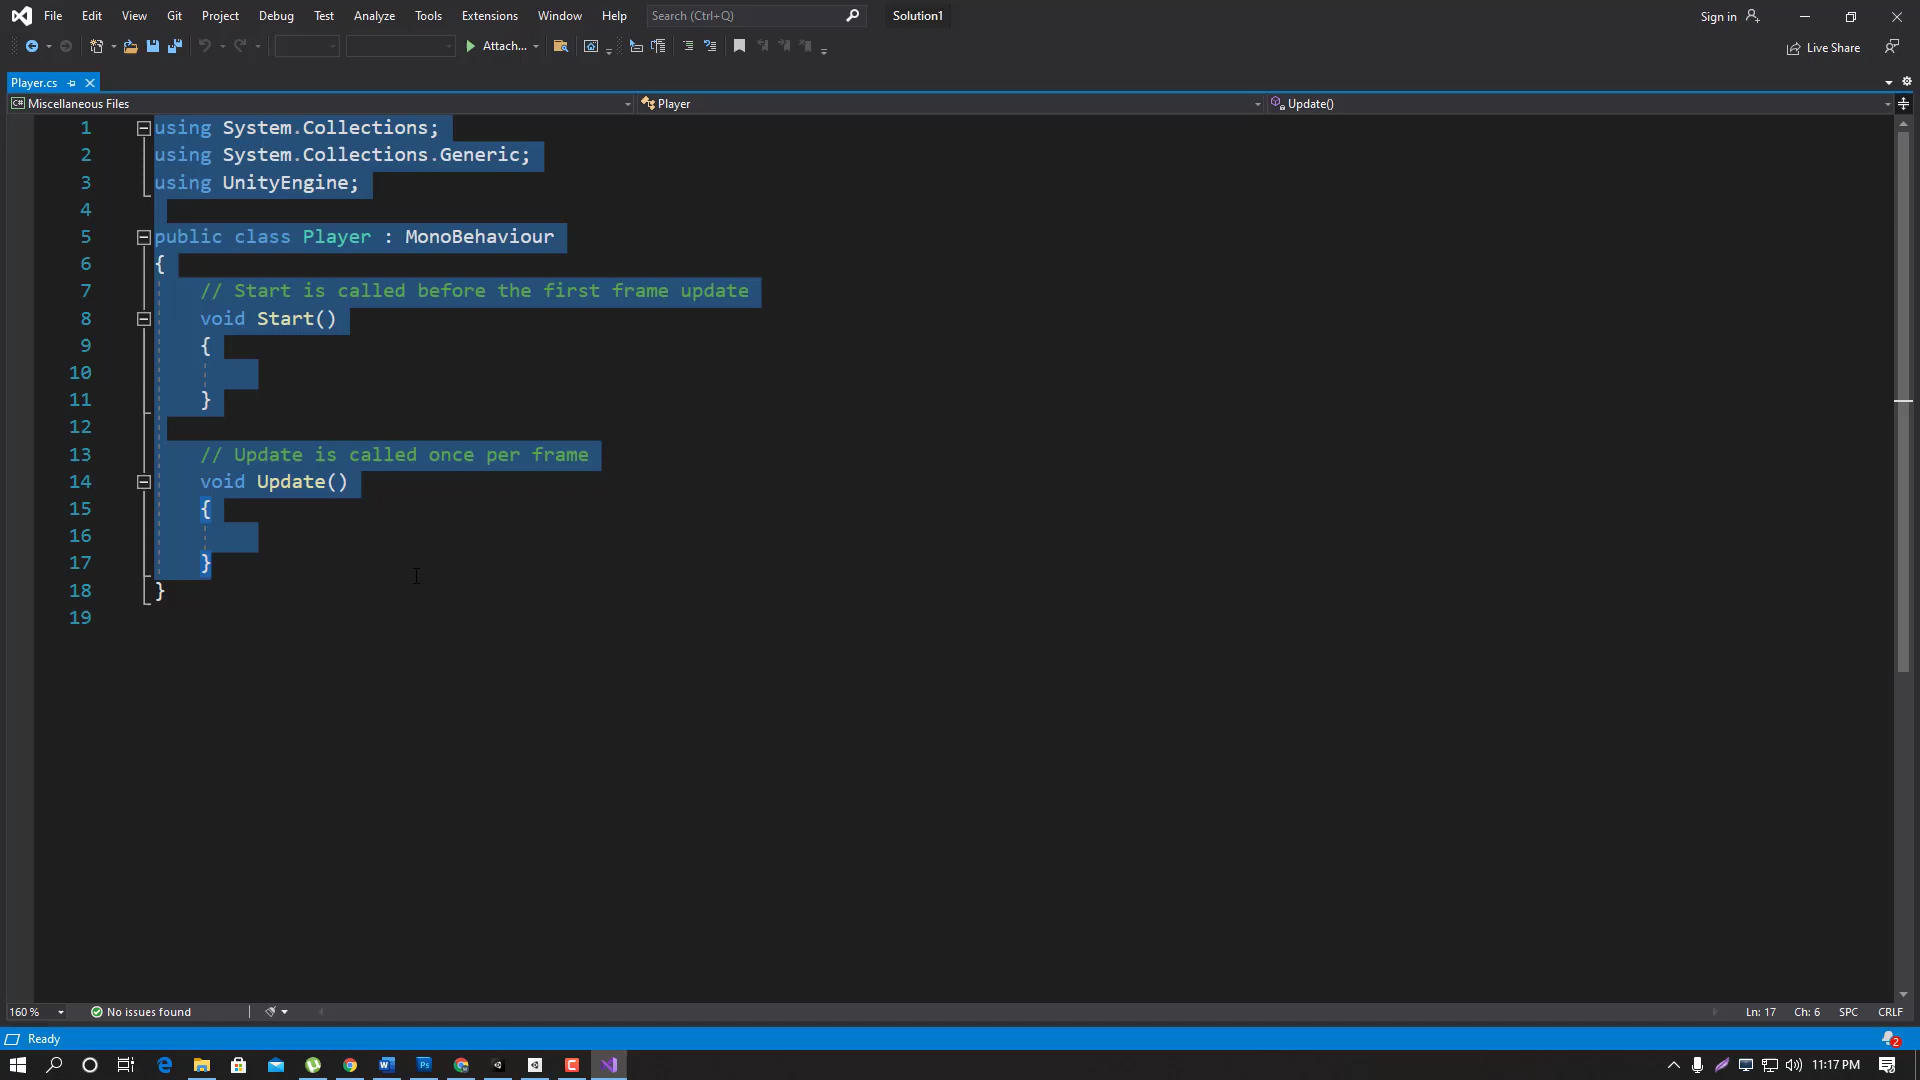 File Edit View Git Project Debug Test Analyze Tools Extensions Window Help Search (Ctrl+Q) Solution1 Sign in
Attach... Live Share
Player.cs
C# Miscellaneous Files Player Update()
1 using System.Collections;
2 using System.Collections.Generic;
3 using UnityEngine;
4
5 public class Player : MonoBehaviour
6 {
7 // Start is called before the first frame update
8 void Start()
9 {
10
11 }
12
13 // Update is called once per frame
14 void Update()
15 {
16
17 }
18 }
19
160 % No issues found Ln: 17 Ch: 6 SPC CRLF
Ready 2
W Ps C 11:17 PM